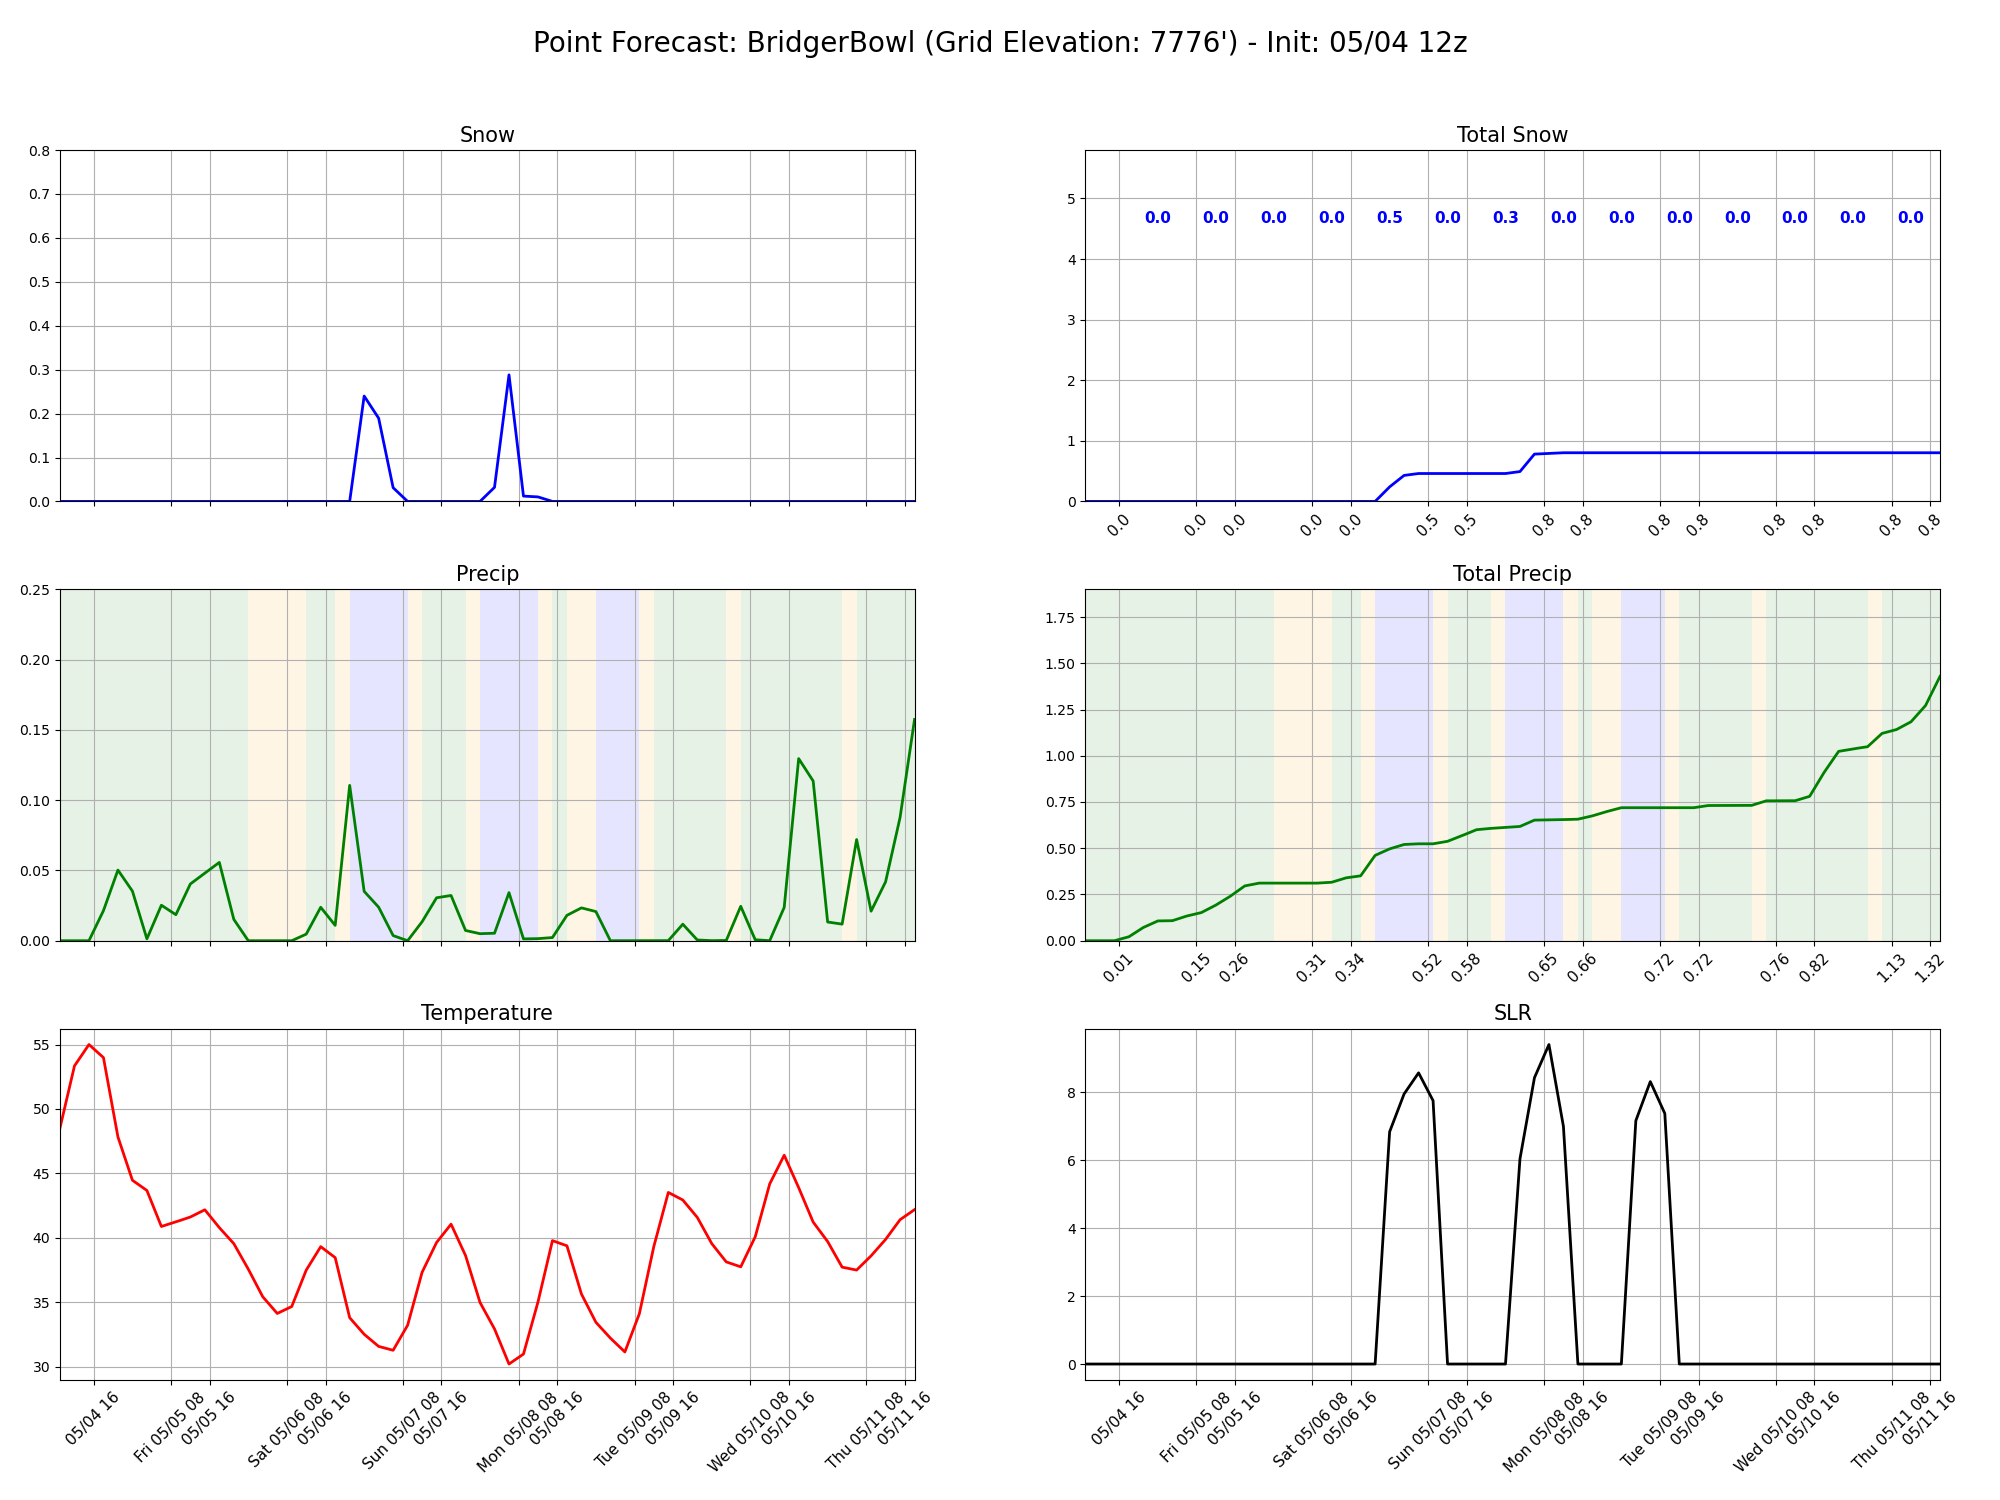 Point Forecast: BridgerBowl (Grid Elevation: 7776') - Init: 05/04 12z
Snow
0.8
0.7
0.6
0.5
0.4
0.3
0.2
0.1
0.0
Total Snow
5
4
3
2
1
0
0.0 0.0 0.0 0.0 0.5 0.0 0.3 0.0 0.0 0.0 0.0 0.0 0.0 0.0
0.0 0.0 0.0 0.0 0.0 0.5 0.5 0.8 0.8 0.8 0.8 0.8 0.8 0.8 0.8
Precip
0.25
0.20
0.15
0.10
0.05
0.00
Total Precip
1.75
1.50
1.25
1.00
0.75
0.50
0.25
0.00
0.01 0.15 0.26 0.31 0.34 0.52 0.58 0.65 0.66 0.72 0.72 0.76 0.82 1.13 1.32
Temperature
55
50
45
40
35
30
05/04 16
Fri 05/05 08
05/05 16
Sat 05/06 08
05/06 16
Sun 05/07 08
05/07 16
Mon 05/08 08
05/08 16
Tue 05/09 08
05/09 16
Wed 05/10 08
05/10 16
Thu 05/11 08
05/11 16
SLR
8
6
4
2
0
05/04 16
Fri 05/05 08
05/05 16
Sat 05/06 08
05/06 16
Sun 05/07 08
05/07 16
Mon 05/08 08
05/08 16
Tue 05/09 08
05/09 16
Wed 05/10 08
05/10 16
Thu 05/11 08
05/11 16